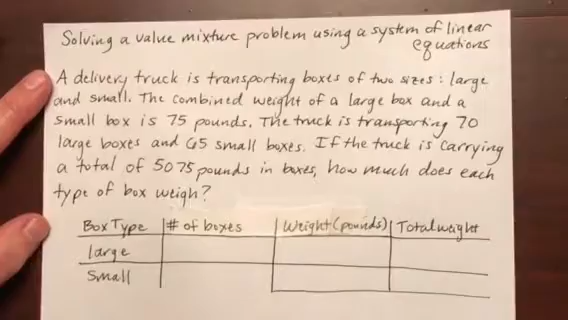 Solving a value mixture problem using a system of linear
equations
A delivery truck is transporting boxes of two sizes: large
and small. The combined weight of a large box and a
small box is 75 pounds. The truck is transporting 70
large boxes and 65 small boxes. If the truck is carrying
a total of 5075 pounds in boxes, how much does each
type of box weigh?
Box Type # of boxes Weight (pounds) Total weight
large
Small